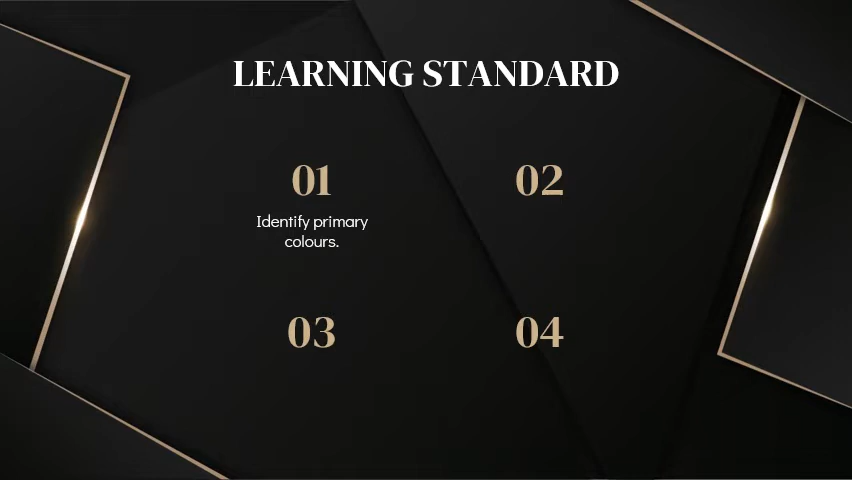 LEARNING STANDARD
01
02
Identify primary
colours.
03
04